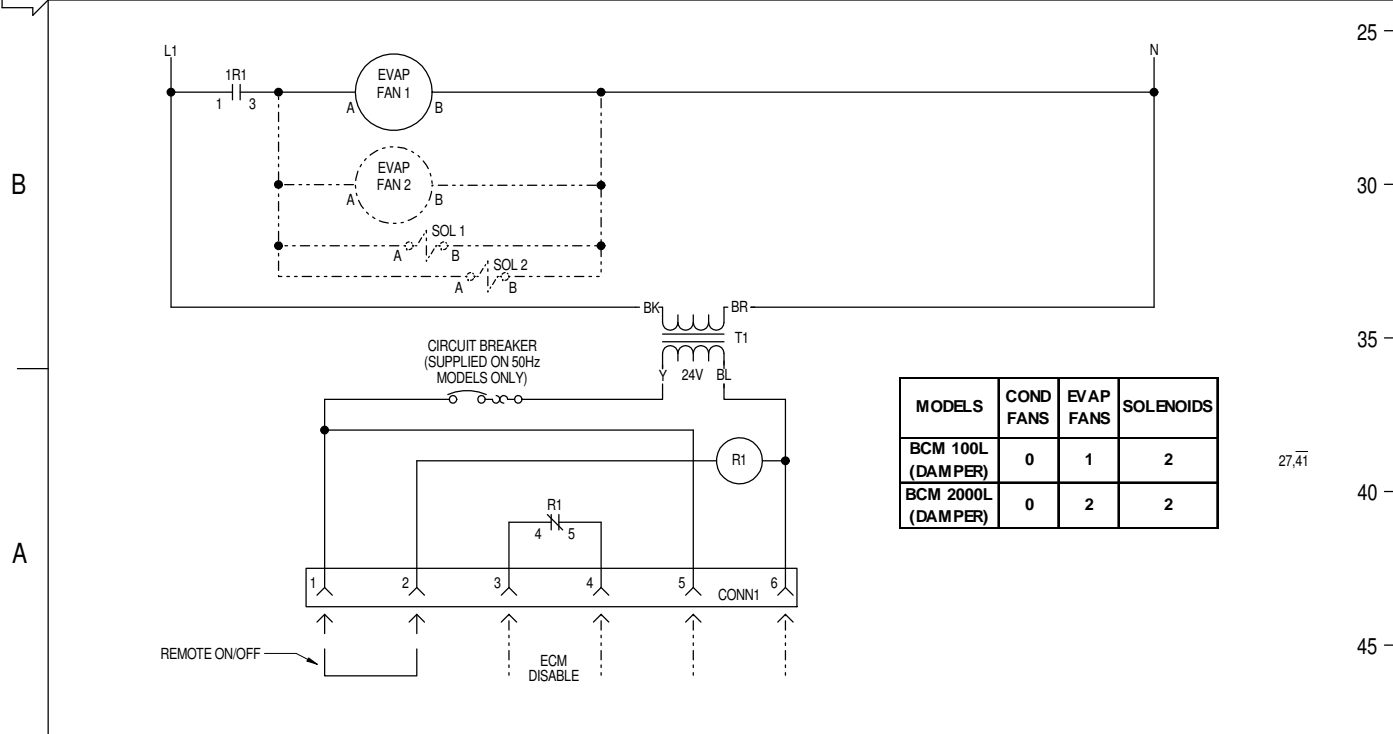 25
L1
N
1R1
1 3
EVAP
FAN 1
A B
B
EVAP
FAN 2
A B
30
SOL 1
A B
SOL 2
A B
BK BR
T1
35
CIRCUIT BREAKER
(SUPPLIED ON 50Hz
MODELS ONLY)
Y 24V BL
MODELS COND FANS EVAP FANS SOLENOIDS
BCM 100L (DAMPER) 0 1 2
BCM 2000L (DAMPER) 0 2 2
R1
27,4̅1̅
40
R1
4 5
A
1 2 3 4 5 6
CONN1
REMOTE ON/OFF
ECM
DISABLE
45